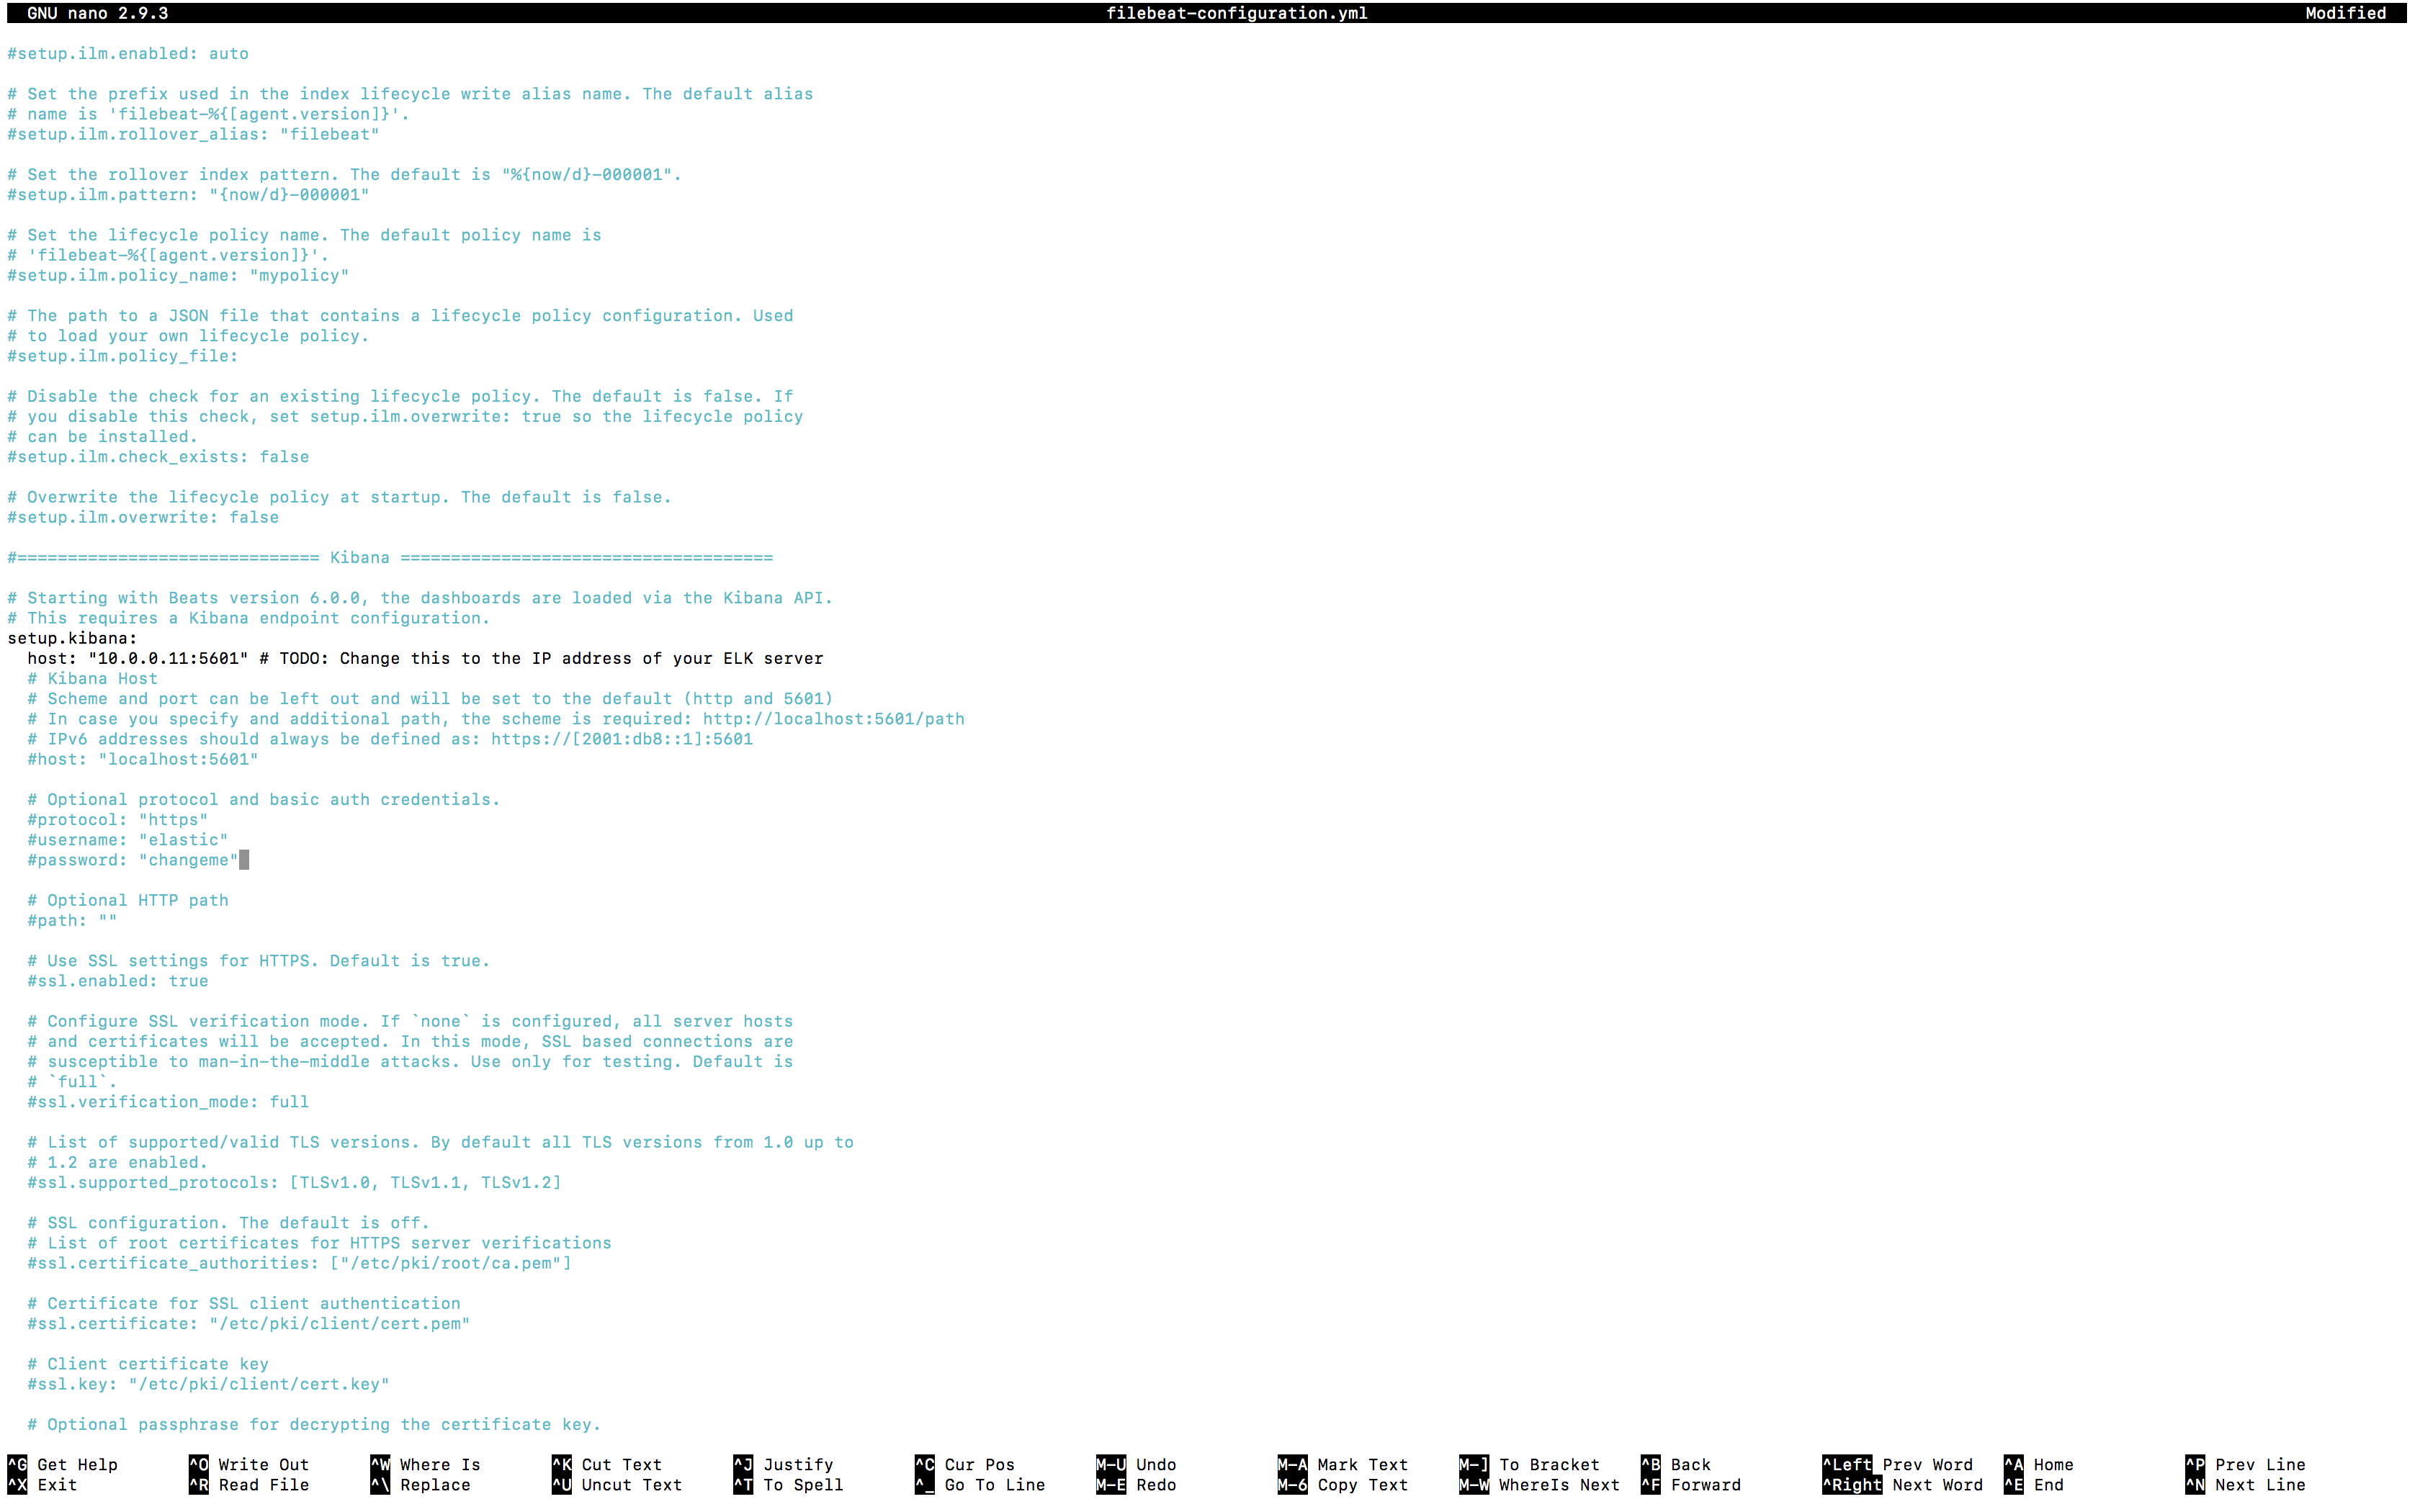 GNU nano 2.9.3 filebeat-configuration.yml Modified
#setup.ilm.enabled: auto
# Set the prefix used in the index lifecycle write alias name. The default alias
# name is 'filebeat-%{[agent.version]}'.
#setup.ilm.rollover_alias: "filebeat"
# Set the rollover index pattern. The default is "%{now/d}-000001".
#setup.ilm.pattern: "{now/d}-000001"
# Set the lifecycle policy name. The default policy name is
# 'filebeat-%{[agent.version]}'.
#setup.ilm.policy_name: "mypolicy"
# The path to a JSON file that contains a lifecycle policy configuration. Used
# to load your own lifecycle policy.
#setup.ilm.policy_file:
# Disable the check for an existing lifecycle policy. The default is false. If
# you disable this check, set setup.ilm.overwrite: true so the lifecycle policy
# can be installed.
#setup.ilm.check_exists: false
# Overwrite the lifecycle policy at startup. The default is false.
#setup.ilm.overwrite: false
#============================== Kibana =====================================
# Starting with Beats version 6.0.0, the dashboards are loaded via the Kibana API.
# This requires a Kibana endpoint configuration.
setup.kibana:
  host: "10.0.0.11:5601" # TODO: Change this to the IP address of your ELK server
  # Kibana Host
  # Scheme and port can be left out and will be set to the default (http and 5601)
  # In case you specify and additional path, the scheme is required: http://localhost:5601/path
  # IPv6 addresses should always be defined as: https://[2001:db8::1]:5601
  #host: "localhost:5601"
  # Optional protocol and basic auth credentials.
  #protocol: "https"
  #username: "elastic"
  #password: "changeme"
  # Optional HTTP path
  #path: ""
  # Use SSL settings for HTTPS. Default is true.
  #ssl.enabled: true
  # Configure SSL verification mode. If `none` is configured, all server hosts
  # and certificates will be accepted. In this mode, SSL based connections are
  # susceptible to man-in-the-middle attacks. Use only for testing. Default is
  # `full`.
  #ssl.verification_mode: full
  # List of supported/valid TLS versions. By default all TLS versions from 1.0 up to
  # 1.2 are enabled.
  #ssl.supported_protocols: [TLSv1.0, TLSv1.1, TLSv1.2]
  # SSL configuration. The default is off.
  # List of root certificates for HTTPS server verifications
  #ssl.certificate_authorities: ["/etc/pki/root/ca.pem"]
  # Certificate for SSL client authentication
  #ssl.certificate: "/etc/pki/client/cert.pem"
  # Client certificate key
  #ssl.key: "/etc/pki/client/cert.key"
  # Optional passphrase for decrypting the certificate key.
^G Get Help ^O Write Out ^W Where Is ^K Cut Text ^J Justify ^C Cur Pos M-U Undo M-A Mark Text M-] To Bracket ^B Back ^Left Prev Word ^A Home ^P Prev Line
^X Exit ^R Read File ^\ Replace ^U Uncut Text ^T To Spell ^_ Go To Line M-E Redo M-6 Copy Text M-W WhereIs Next ^F Forward ^Right Next Word ^E End ^N Next Line